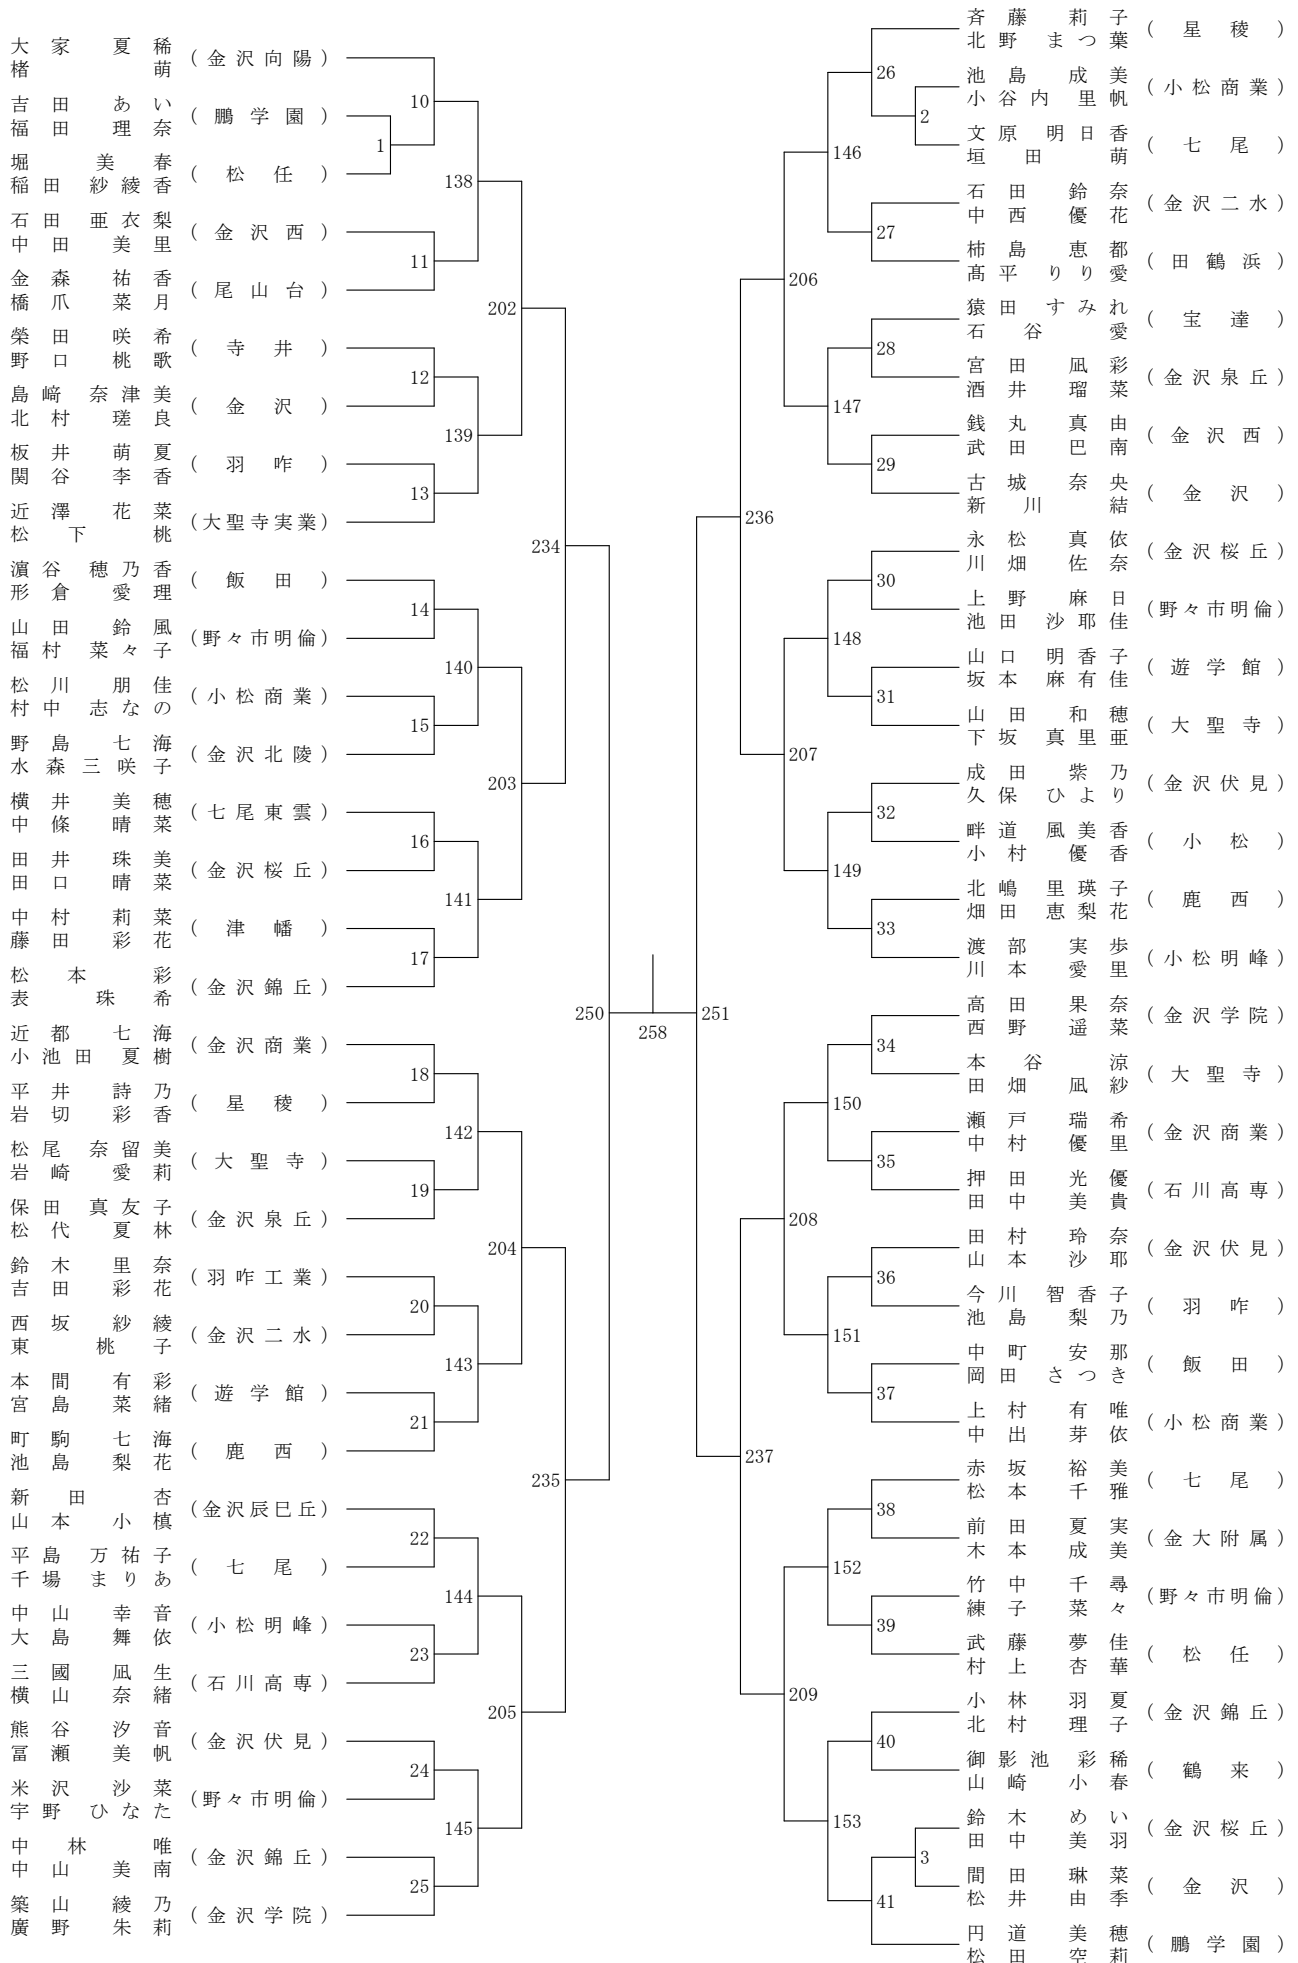 大家 夏稀
楮 萌
(金沢向陽)
吉田 あい
福田 理奈
(鵬学園)
堀 美春
稲田 紗綾香
(松任)
石田 亜衣梨
中田 美里
(金沢西)
金森 祐香
橋爪 菜月
(尾山台)
榮田 咲希
野口 桃歌
(寺井)
島﨑 奈津美
北村 瑳良
(金沢)
板井 萌夏
関谷 李香
(羽咋)
近澤 花菜
松下 桃
(大聖寺実業)
濵谷 穂乃香
形倉 愛理
(飯田)
山田 鈴風
福村 菜々子
(野々市明倫)
松川 朋佳
村中 志なの
(小松商業)
野島 七海
水森 三咲子
(金沢北陵)
横井 美穂
中條 晴菜
(七尾東雲)
田井 珠美
田口 晴菜
(金沢桜丘)
中村 莉菜
藤田 彩花
(津幡)
松本 彩
表 珠希
(金沢錦丘)
近都 七海
小池田 夏樹
(金沢商業)
平井 詩乃
岩切 彩香
(星稜)
松尾 奈留美
岩崎 愛莉
(大聖寺)
保田 真友子
松代 夏林
(金沢泉丘)
鈴木 里奈
吉田 彩花
(羽咋工業)
西坂 紗綾
東 桃子
(金沢二水)
本間 有彩
宮島 菜緒
(遊学館)
町駒 七海
池島 梨花
(鹿西)
新田 杏
山本 小槙
(金沢辰巳丘)
平島 万祐子
千場 まりあ
(七尾)
中山 幸音
大島 舞依
(小松明峰)
三國 凪生
横山 奈緒
(石川高専)
熊谷 汐音
冨瀬 美帆
(金沢伏見)
米沢 沙菜
宇野 ひなた
(野々市明倫)
中林 唯
中山 美南
(金沢錦丘)
築山 綾乃
廣野 朱莉
(金沢学院)
1
10
11
12
13
14
15
16
17
18
19
20
21
22
23
24
25
138
139
140
141
142
143
144
145
202
203
204
205
234
235
250
258
251
236
237
206
207
208
209
146
147
148
149
150
151
152
153
26
2
27
28
29
30
31
32
33
34
35
36
37
38
39
40
3
41
斉藤 莉子
北野 まつ葉
(星稜)
池島 成美
小谷内 里帆
(小松商業)
文原 明日香
垣田 萌
(七尾)
石田 鈴奈
中西 優花
(金沢二水)
柿島 恵都
髙平 りり愛
(田鶴浜)
猿田 すみれ
石谷 愛
(宝達)
宮田 凪彩
酒井 瑠菜
(金沢泉丘)
銭丸 真由
武田 巴南
(金沢西)
古城 奈央
新川 結
(金沢)
永松 真依
川畑 佐奈
(金沢桜丘)
上野 麻日
池田 沙耶佳
(野々市明倫)
山口 明香子
坂本 麻有佳
(遊学館)
山田 和穂
下坂 真里亜
(大聖寺)
成田 紫乃
久保 ひより
(金沢伏見)
畔道 風美香
小村 優香
(小松)
北嶋 里瑛子
畑田 恵梨花
(鹿西)
渡部 実歩
川本 愛里
(小松明峰)
高田 果奈
西野 遥菜
(金沢学院)
本谷 涼
田畑 凪紗
(大聖寺)
瀬戸 瑞希
中村 優里
(金沢商業)
押田 光優
田中 美貴
(石川高専)
田村 玲奈
山本 沙耶
(金沢伏見)
今川 智香子
池島 梨乃
(羽咋)
中町 安那
岡田 さつき
(飯田)
上村 有唯
中出 芽依
(小松商業)
赤坂 裕美
松本 千雅
(七尾)
前田 夏実
木本 成美
(金大附属)
竹中 千尋
練子 菜々
(野々市明倫)
武藤 夢佳
村上 杏華
(松任)
小林 羽夏
北村 理子
(金沢錦丘)
御影池 彩稀
山崎 小春
(鶴来)
鈴木 めい
田中 美羽
(金沢桜丘)
間田 琳菜
松井 由季
(金沢)
円道 美穂
松田 空莉
(鵬学園)